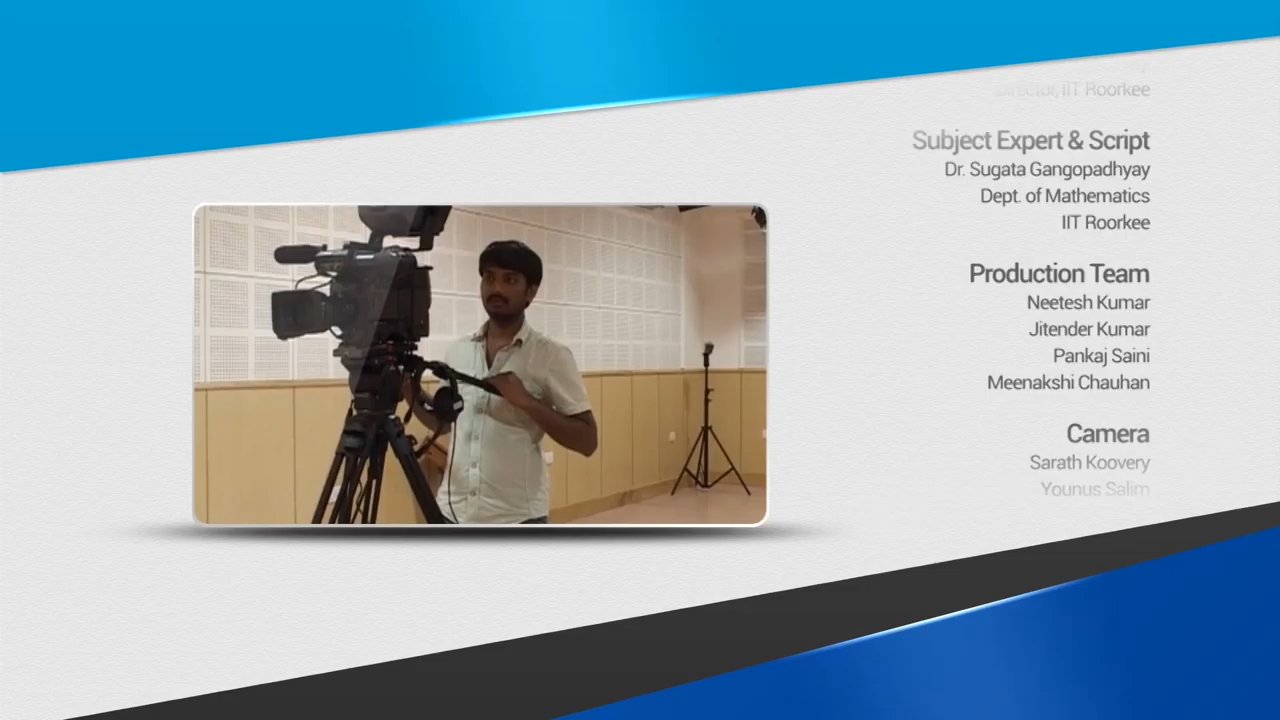 Director, IIT Roorkee
Subject Expert & Script
Dr. Sugata Gangopadhyay
Dept. of Mathematics
IIT Roorkee
Production Team
Neetesh Kumar
Jitender Kumar
Pankaj Saini
Meenakshi Chauhan
Camera
Sarath Koovery
Younus Salim